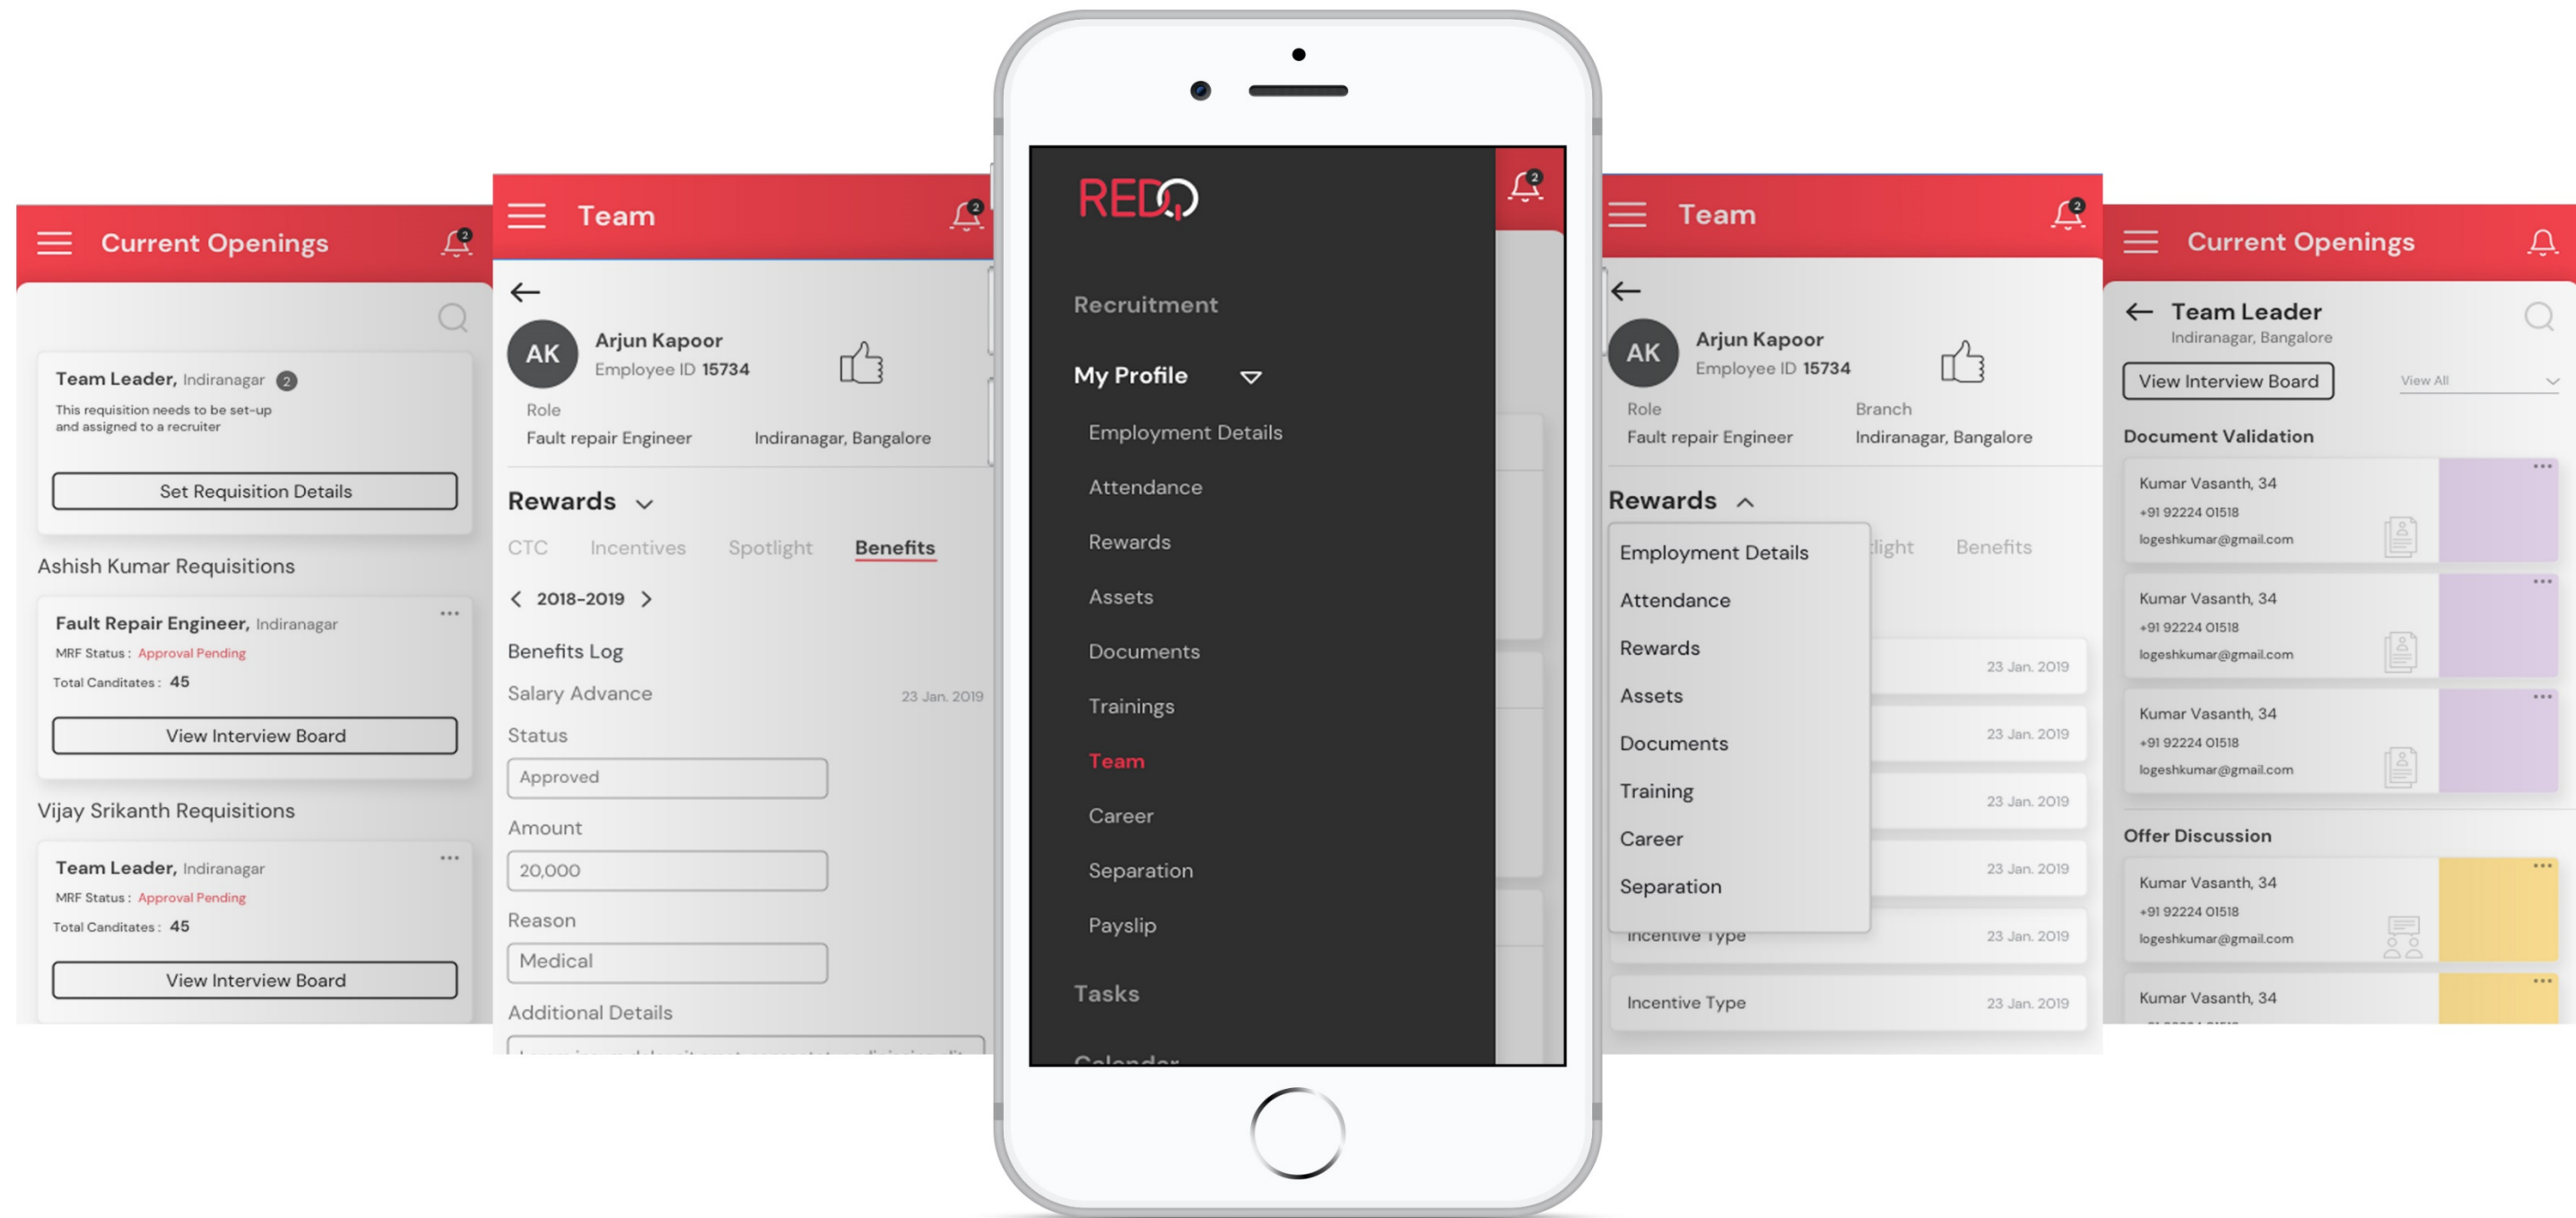 Current Openings
2
Team Leader, Indiranagar 2
This requisition needs to be set-up
and assigned to a recruiter
Set Requisition Details
Ashish Kumar Requisitions
Fault Repair Engineer, Indiranagar
MRF Status : Approval Pending
Total Canditates : 45
View Interview Board
Vijay Srikanth Requisitions
Team Leader, Indiranagar
MRF Status : Approval Pending
Total Canditates : 45
View Interview Board
Team
2
AK
Arjun Kapoor
Employee ID 15734
Role
Fault repair Engineer Indiranagar, Bangalore
Rewards
CTC Incentives Spotlight Benefits
2018-2019
Benefits Log
Salary Advance 23 Jan. 2019
Status
Approved
Amount
20,000
Reason
Medical
Additional Details
REDQ
2
Recruitment
My Profile
Employment Details
Attendance
Rewards
Assets
Documents
Trainings
Team
Career
Separation
Payslip
Tasks
Calendar
Team
2
AK
Arjun Kapoor
Employee ID 15734
Role Branch
Fault repair Engineer Indiranagar, Bangalore
Rewards
tlight Benefits
Employment Details
Attendance
Rewards
23 Jan. 2019
Assets
Documents
23 Jan. 2019
Training
23 Jan. 2019
Career
23 Jan. 2019
Separation
Incentive Type 23 Jan. 2019
Incentive Type 23 Jan. 2019
Current Openings
Team Leader
Indiranagar, Bangalore
View Interview Board View All
Document Validation
Kumar Vasanth, 34
+91 92224 01518
logeshkumar@gmail.com
Kumar Vasanth, 34
+91 92224 01518
logeshkumar@gmail.com
Kumar Vasanth, 34
+91 92224 01518
logeshkumar@gmail.com
Offer Discussion
Kumar Vasanth, 34
+91 92224 01518
logeshkumar@gmail.com
Kumar Vasanth, 34